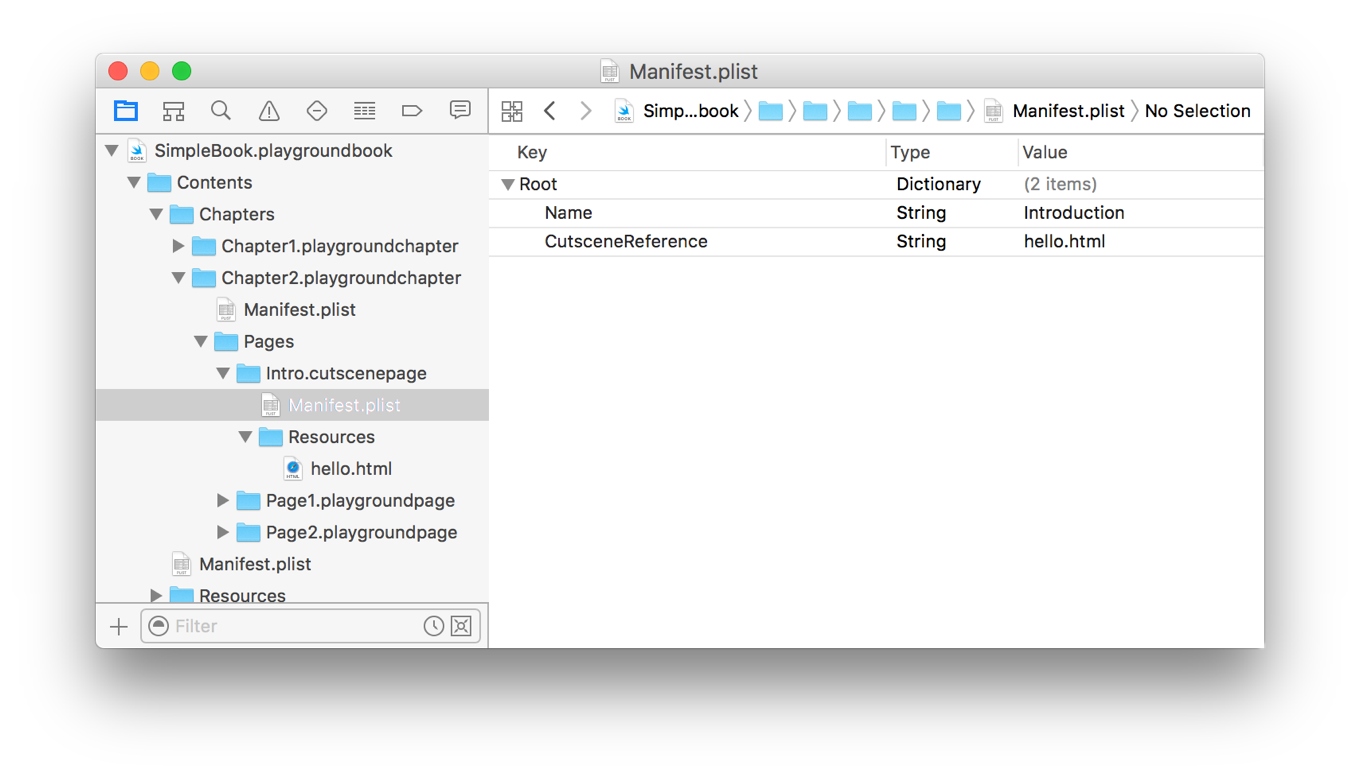 Manifest.plist
Simp...book Manifest.plist No Selection
SimpleBook.playgroundbook
Contents
Chapters
Chapter1.playgroundchapter
Chapter2.playgroundchapter
Manifest.plist
Pages
Intro.cutscenepage
Manifest.plist
Resources
hello.html
Page1.playgroundpage
Page2.playgroundpage
Manifest.plist
Resources
Filter
Key Type Value
Root Dictionary (2 items)
Name String Introduction
CutsceneReference String hello.html